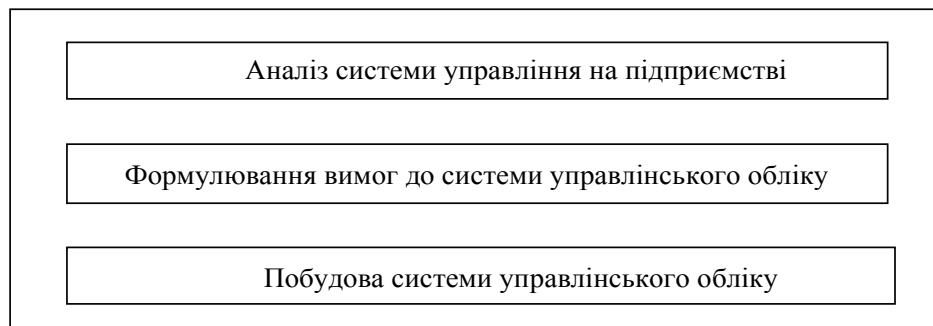 Аналіз системи управління на підприємстві
Формулювання вимог до системи управлінського обліку
Побудова системи управлінського обліку